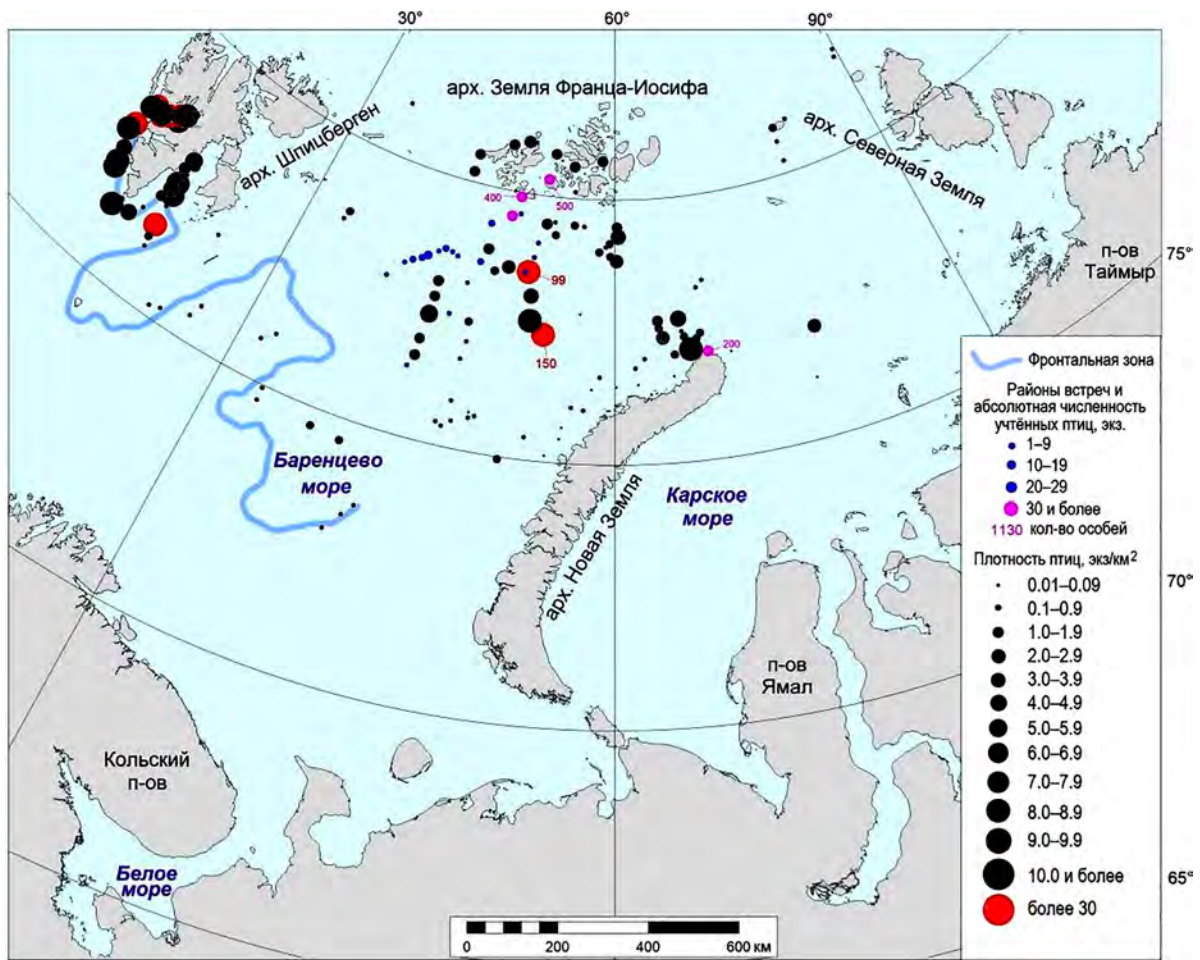 30°
60°
90°
арх. Земля Франца-Иосифа
арх. Шпицберген
арх. Северная Земля
400
500
п-ов
Таймыр
75°
99
150
200
Баренцево
море
Карское
море
арх. Новая Земля
70°
п-ов
Ямал
Кольский
п-ов
Белое
море
65°
0 200 400 600 км
Фронтальная зона
Районы встреч и
абсолютная численность
учтённых птиц, экз.
1–9
10–19
20–29
30 и более
1130 кол-во особей
Плотность птиц, экз/км²
0.01–0.09
0.1–0.9
1.0–1.9
2.0–2.9
3.0–3.9
4.0–4.9
5.0–5.9
6.0–6.9
7.0–7.9
8.0–8.9
9.0–9.9
10.0 и более
более 30